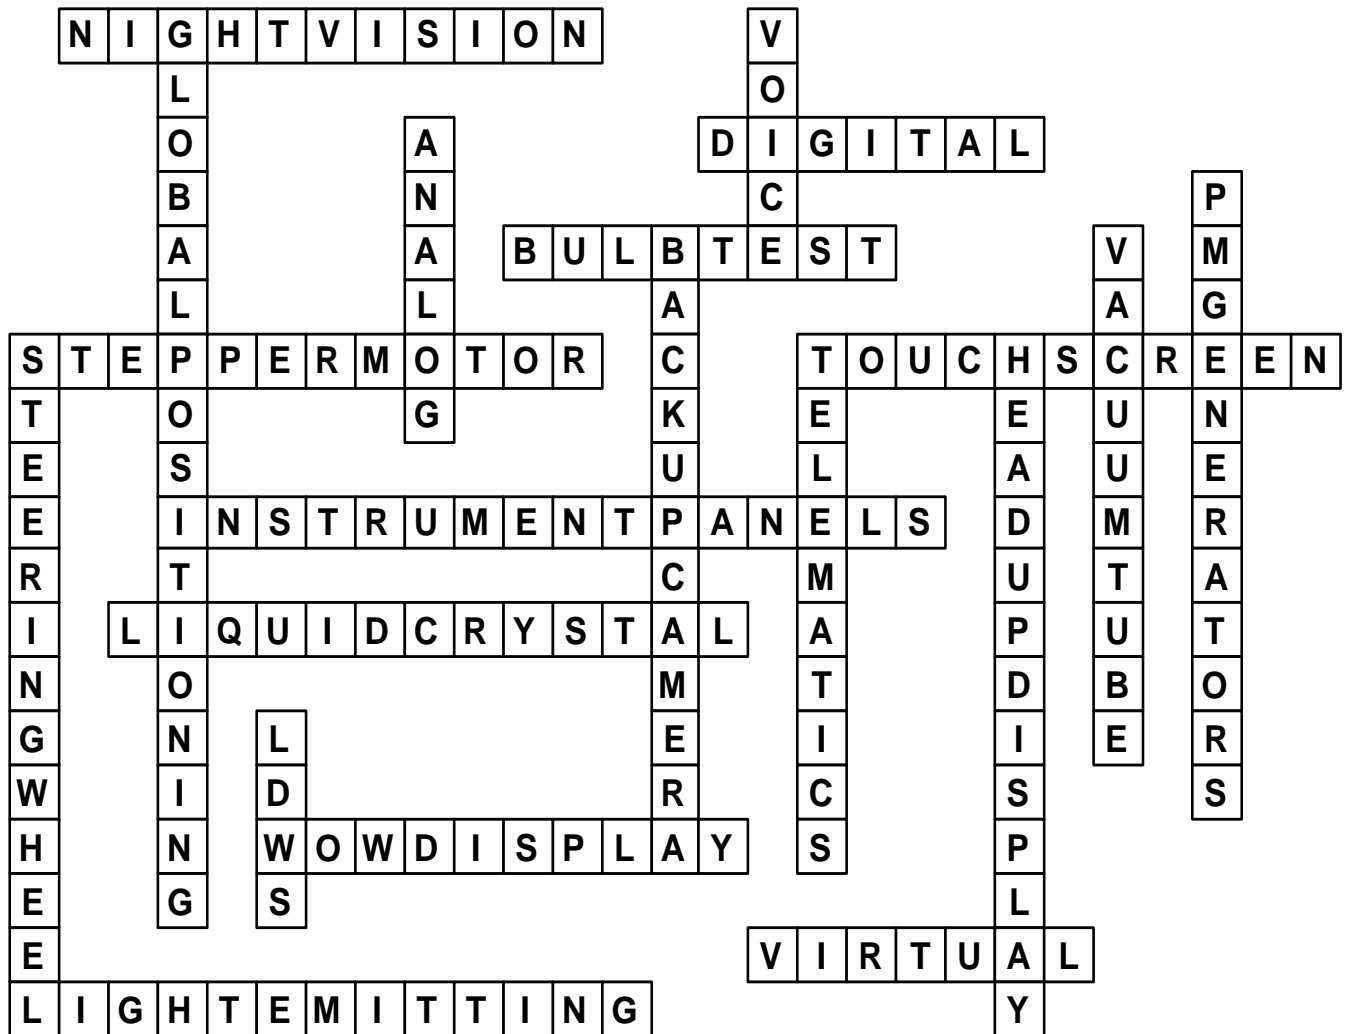 NIGHTVISION
GLOBALPOSITIONING
VOICE
ANALOG
DIGITAL
PMGENERATORS
BULBTEST
BACKUPCAMERA
VACUUMTUBE
STEPPERMOTOR
STEERINGWHEEL
TOUCHSCREEN
TELEMATICS
HEADUPDISPLAY
INSTRUMENTPANELS
LIQUIDCRYSTAL
LDWS
WOWDISPLAY
VIRTUAL
LIGHTEMITTING